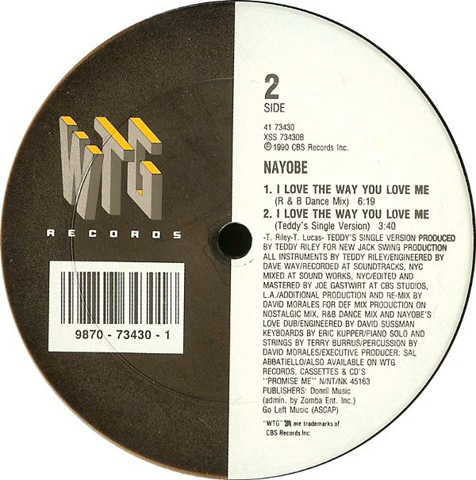 WTG
RECORDS
9870 - 73430 - 1
2
SIDE
41 73430
XSS 73430B
℗ 1990 CBS Records Inc.
NAYOBE
1. I LOVE THE WAY YOU LOVE ME
(R & B Dance Mix) 6:19
2. I LOVE THE WAY YOU LOVE ME
(Teddy's Single Version) 3:40
-T. Riley-T. Lucas- TEDDY'S SINGLE VERSION PRODUCED
BY TEDDY RILEY FOR NEW JACK SWING PRODUCTION
ALL INSTRUMENTS BY TEDDY RILEY/ENGINEERED BY
DAVE WAY/RECORDED AT SOUNDTRACKS, NYC
MIXED AT SOUND WORKS, NYC/EDITED AND
MASTERED BY JOE GASTWIRT AT CBS STUDIOS,
L.A./ADDITIONAL PRODUCTION AND RE-MIX BY
DAVID MORALES FOR DEF MIX PRODUCTION ON
NOSTALGIC MIX, R&B DANCE MIX AND NAYOBE'S
LOVE DUB/ENGINEERED BY DAVID SUSSMAN
KEYBOARDS BY ERIC KUPPER/PIANO SOLO AND
STRINGS BY TERRY BURRUS/PERCUSSION BY
DAVID MORALES/EXECUTIVE PRODUCER: SAL
ABBATIELLO/ALSO AVAILABLE ON WTG
RECORDS, CASSETTES & CD'S
"PROMISE ME" N/NT/NK 45163
PUBLISHERS: Donril Music
(admin. by Zomba Ent. Inc.)
Go Left Music (ASCAP)
"WTG" are trademarks of
CBS Records Inc.